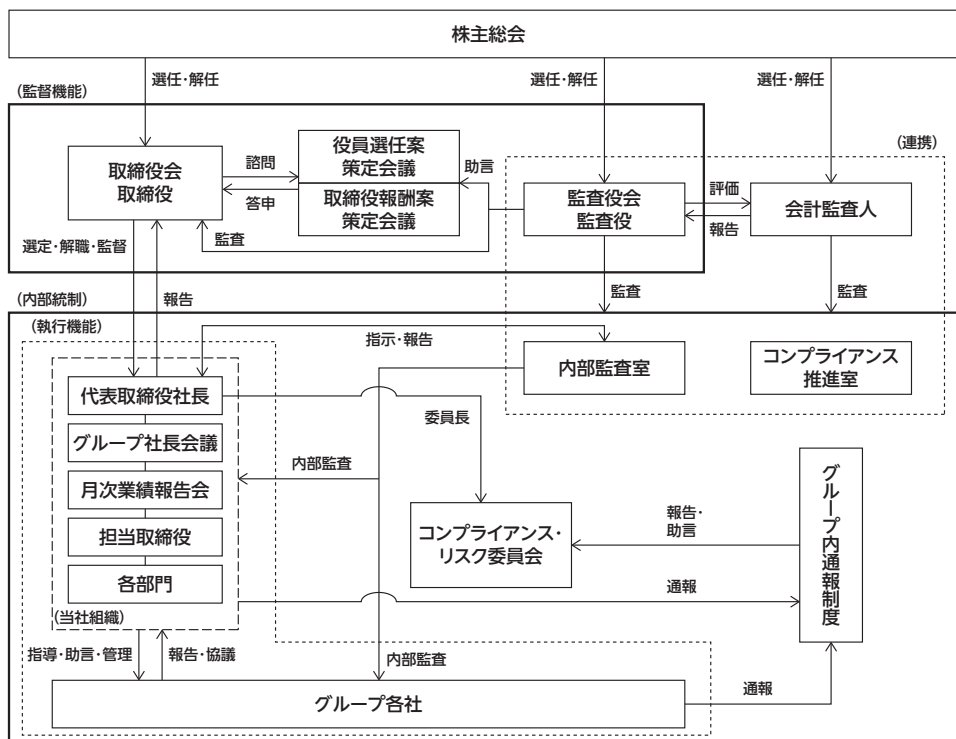 株主総会
選任・解任
選任・解任
選任・解任
(監督機能)
(連携)
取締役会
取締役
諮問
答申
役員選任案
策定会議
取締役報酬案
策定会議
助言
監査役会
監査役
評価
報告
会計監査人
監査
選定・解職・監督
報告
監査
監査
(内部統制)
(執行機能)
指示・報告
内部監査室
コンプライアンス
推進室
代表取締役社長
委員長
グループ社長会議
内部監査
月次業績報告会
担当取締役
コンプライアンス・
リスク委員会
報告・
助言
グループ内通報制度
各部門
通報
(当社組織)
指導・助言・管理
報告・協議
内部監査
グループ各社
通報